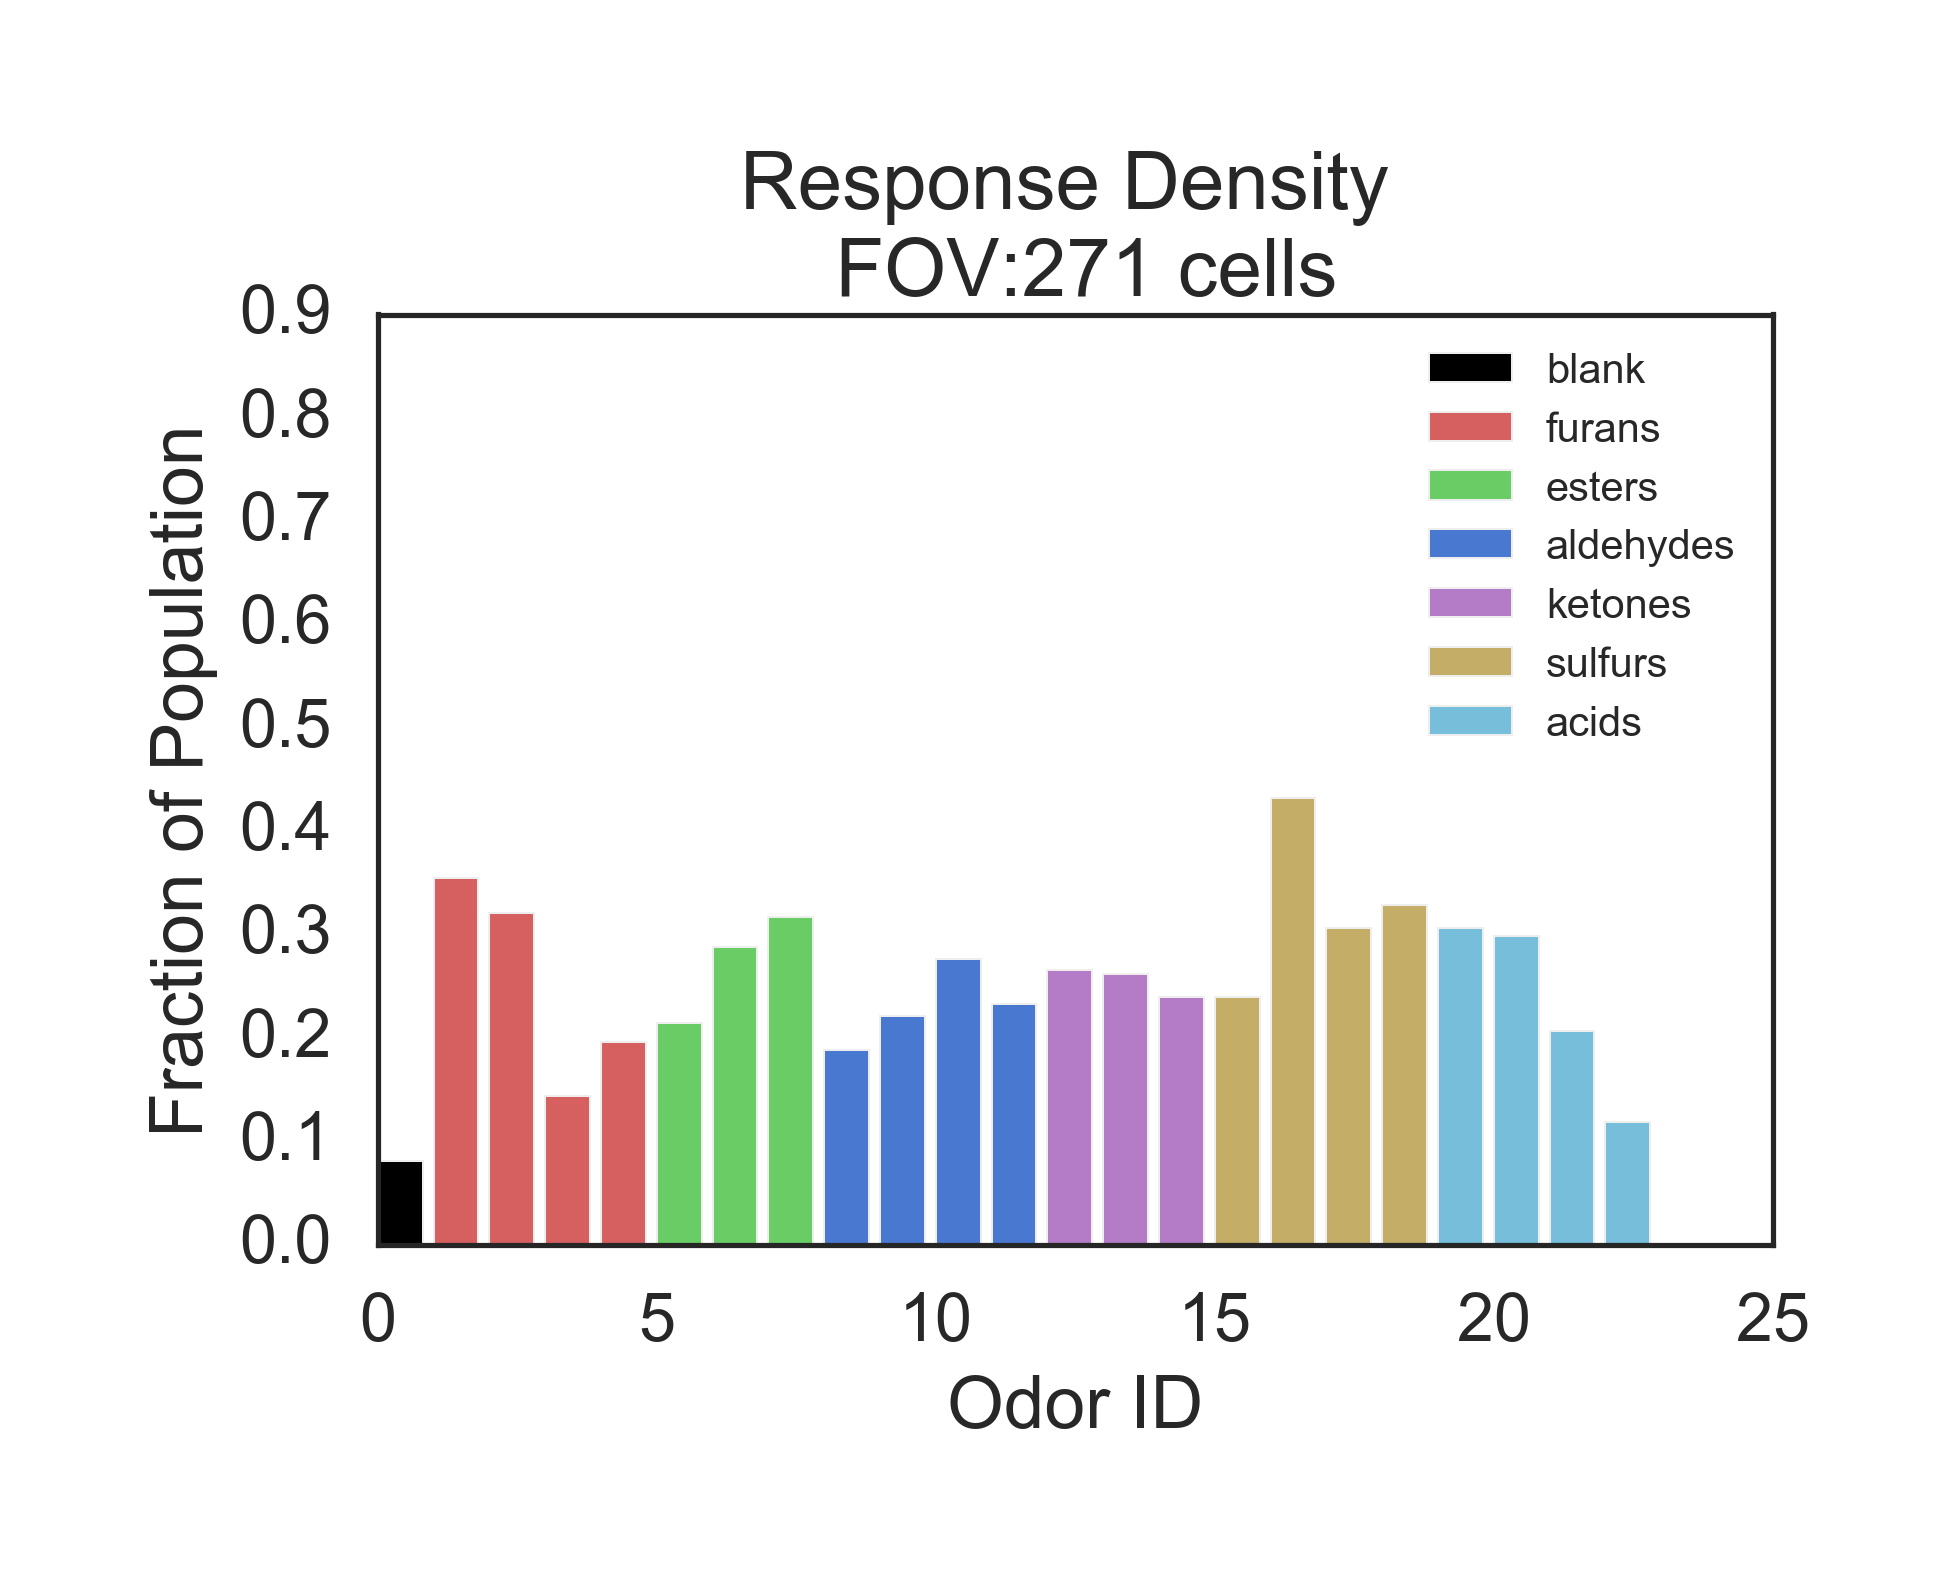 Response Density
FOV:271 cells
0.9
0.8
0.7
0.6
0.5
0.4
0.3
0.2
0.1
0.0
Fraction of Population
blank
furans
esters
aldehydes
ketones
sulfurs
acids
0 5 10 15 20 25
Odor ID